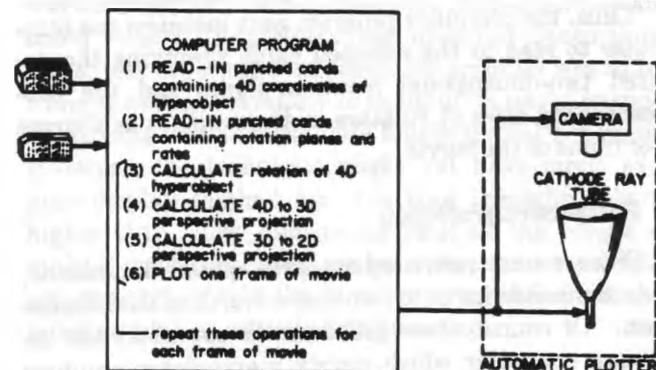 COMPUTER PROGRAM
(1) READ-IN punched cards
containing 4D coordinates of
hyperobject
(2) READ-IN punched cards
containing rotation planes and
rates
(3) CALCULATE rotation of 4D
hyperobject
(4) CALCULATE 4D to 3D
perspective projection
(5) CALCULATE 3D to 2D
perspective projection
(6) PLOT one frame of movie
repeat these operations for
each frame of movie
CAMERA
CATHODE RAY
TUBE
AUTOMATIC PLOTTER